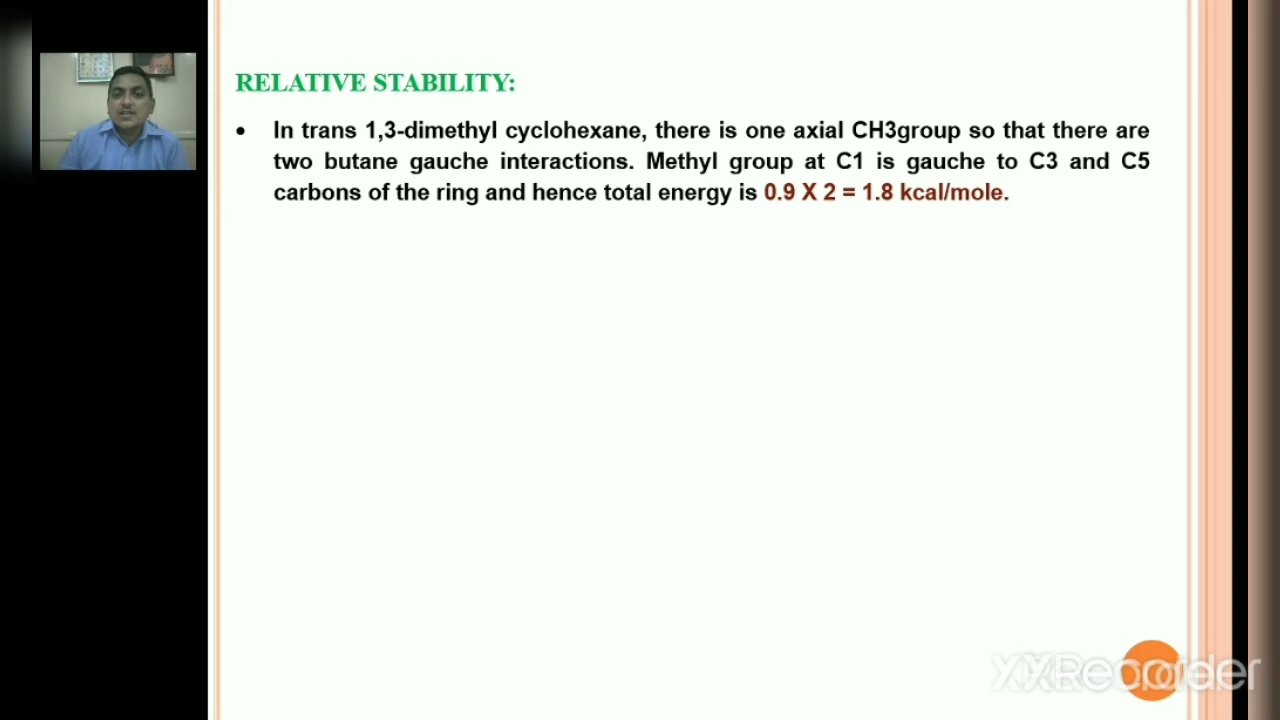 RELATIVE STABILITY:
• In trans 1,3-dimethyl cyclohexane, there is one axial CH3group so that there are
two butane gauche interactions. Methyl group at C1 is gauche to C3 and C5
carbons of the ring and hence total energy is 0.9 X 2 = 1.8 kcal/mole.
XRecorder